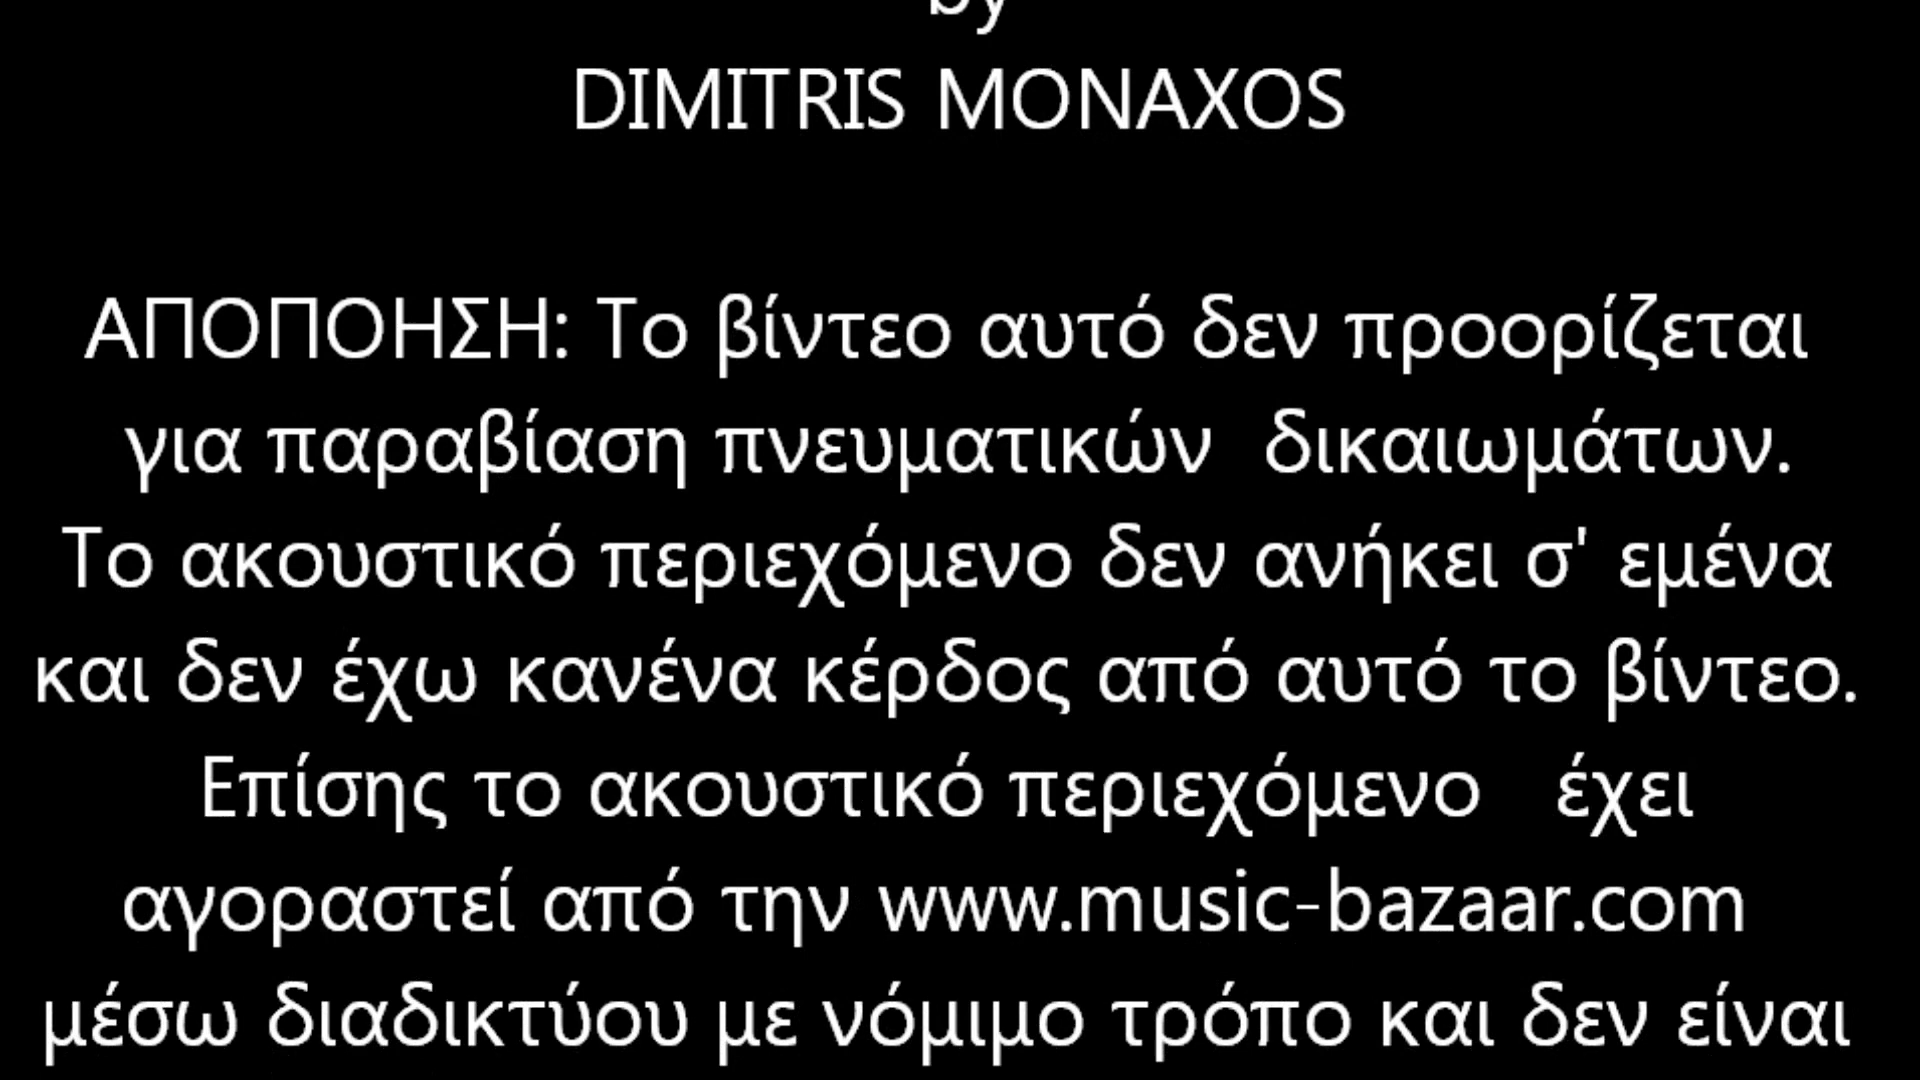 by
DIMITRIS MONAXOS
ΑΠΟΠΟΗΣΗ: Το βίντεο αυτό δεν προορίζεται
για παραβίαση πνευματικών δικαιωμάτων.
Το ακουστικό περιεχόμενο δεν ανήκει σ' εμένα
και δεν έχω κανένα κέρδος από αυτό το βίντεο.
Επίσης το ακουστικό περιεχόμενο έχει
αγοραστεί από την www.music-bazaar.com
μέσω διαδικτύου με νόμιμο τρόπο και δεν είναι